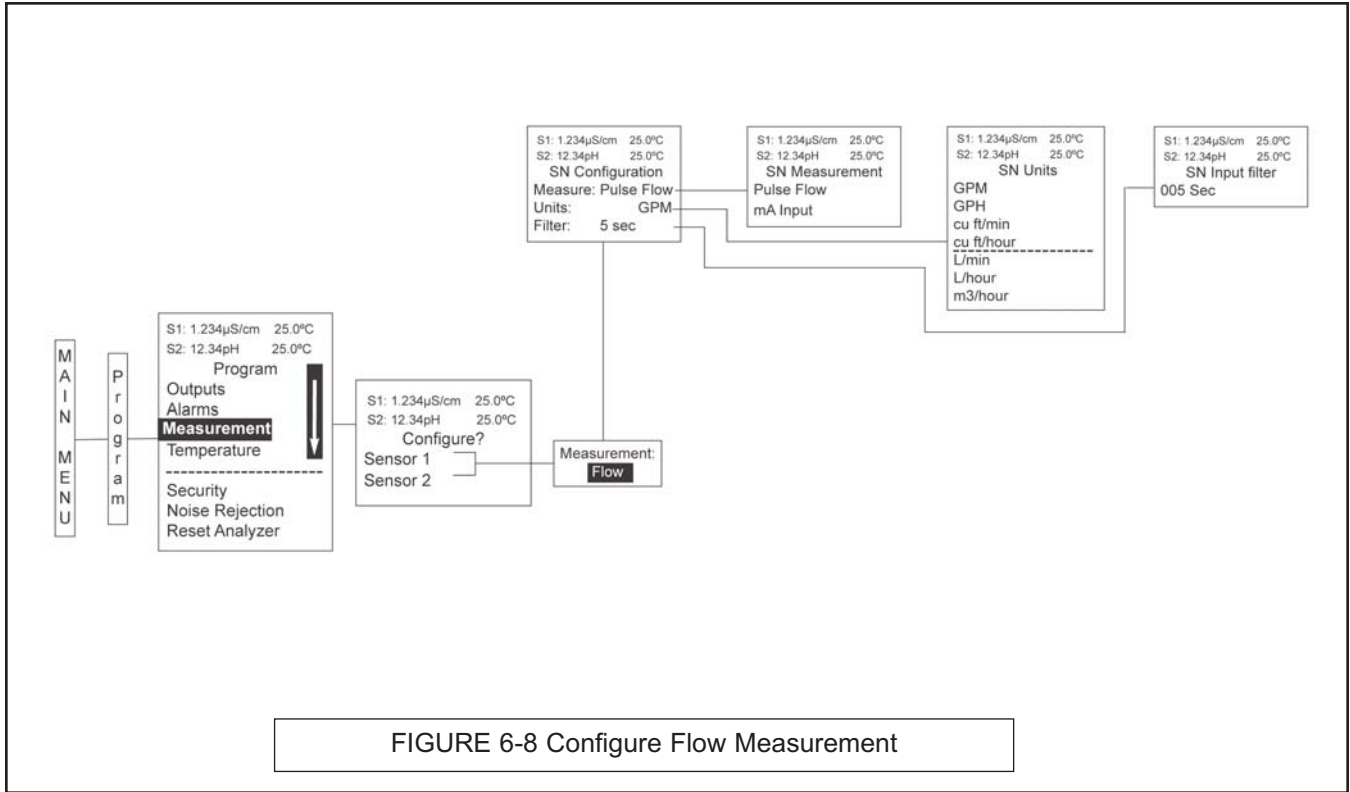 MAIN MENU
Program
S1: 1.234µS/cm 25.0ºC
S2: 12.34pH 25.0ºC
Program
Outputs
Alarms
Measurement
Temperature
Security
Noise Rejection
Reset Analyzer
S1: 1.234µS/cm 25.0ºC
S2: 12.34pH 25.0ºC
Configure?
Sensor 1
Sensor 2
Measurement:
Flow
S1: 1.234µS/cm 25.0ºC
S2: 12.34pH 25.0ºC
SN Configuration
Measure: Pulse Flow
Units: GPM
Filter: 5 sec
S1: 1.234µS/cm 25.0ºC
S2: 12.34pH 25.0ºC
SN Measurement
Pulse Flow
mA Input
S1: 1.234µS/cm 25.0ºC
S2: 12.34pH 25.0ºC
SN Units
GPM
GPH
cu ft/min
cu ft/hour
L/min
L/hour
m3/hour
S1: 1.234µS/cm 25.0ºC
S2: 12.34pH 25.0ºC
SN Input filter
005 Sec
FIGURE 6-8 Configure Flow Measurement